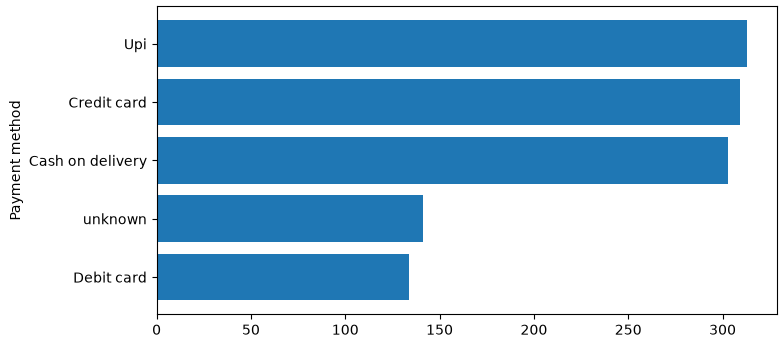 Payment method
Upi
Credit card
Cash on delivery
unknown
Debit card
0 50 100 150 200 250 300